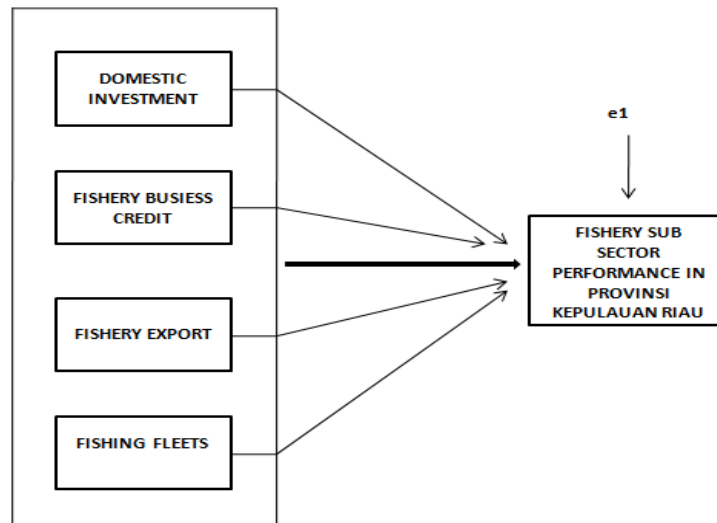 DOMESTIC
INVESTMENT
FISHERY BUSIESS
CREDIT
FISHERY EXPORT
FISHING FLEETS
e1
FISHERY SUB
SECTOR
PERFORMANCE IN
PROVINSI
KEPULAUAN RIAU